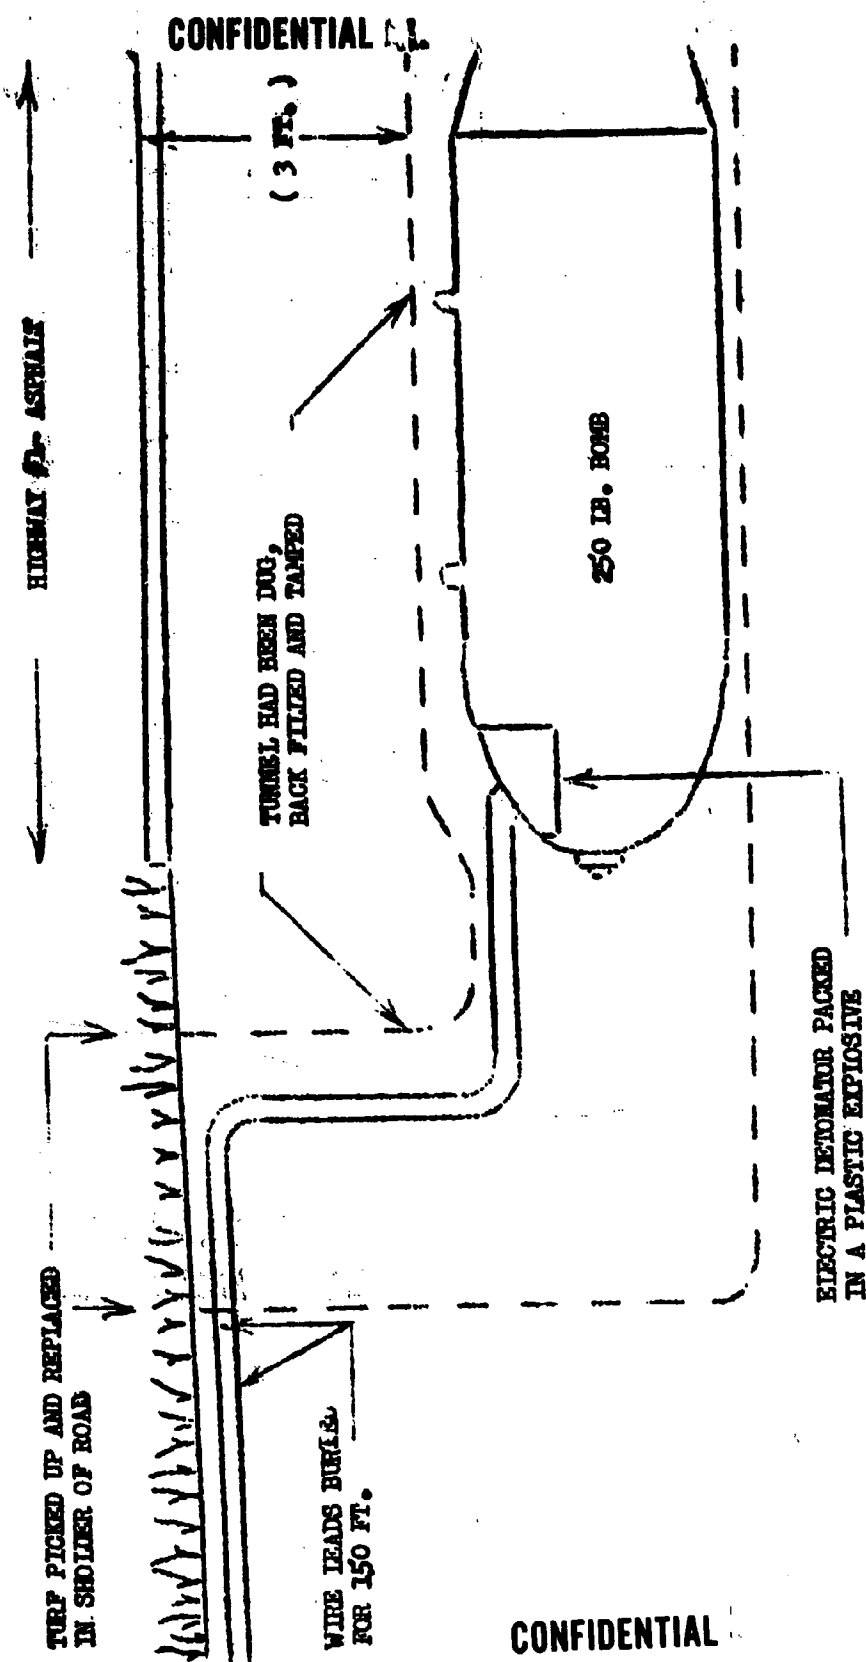 CONFIDENTIAL
HIGHWAY ASPHALT
(3 FT.)
TUNNEL HAD BEEN DUG,
BACK FILLED AND TAMPED
250 LB. BOMB
TURF PICKED UP AND REPLACED
IN SHOLDER OF ROAD
WIRE LEADS BURIED
FOR 150 FT.
ELECTRIC DETONATOR PACKED
IN A PLASTIC EXPLOSIVE
CONFIDENTIAL